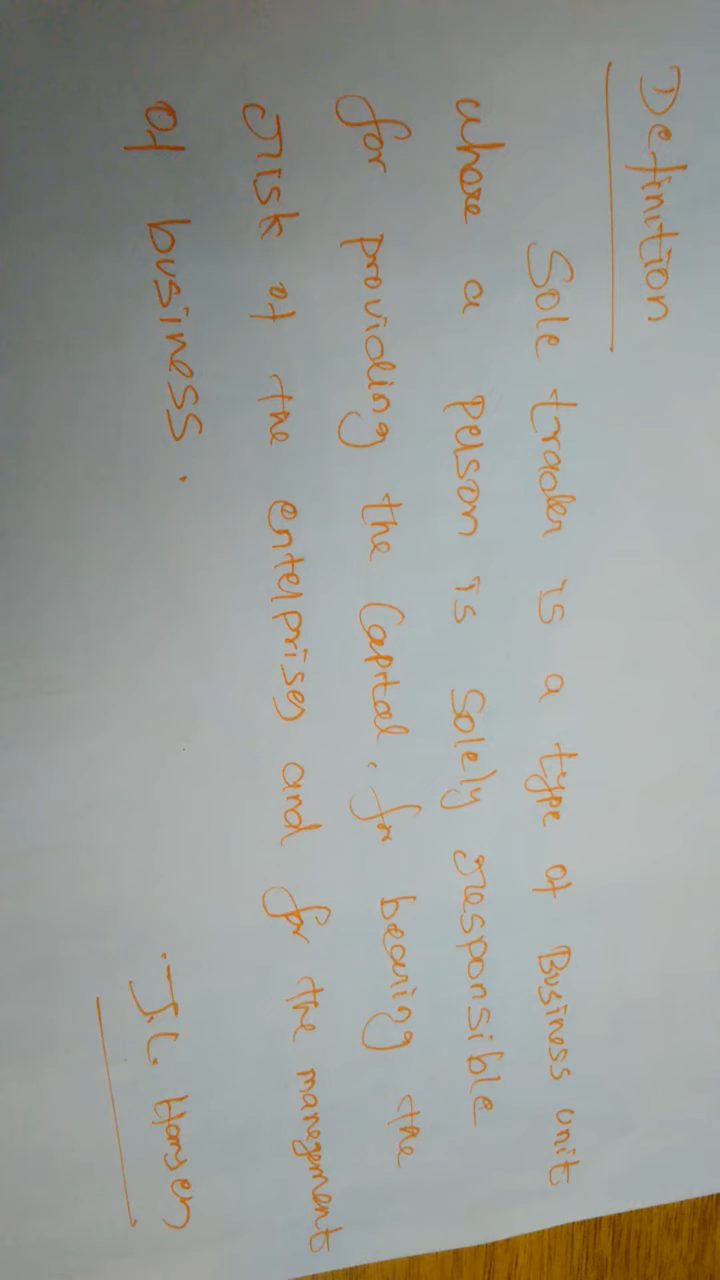 Definition
Sole trader is a type of Business unit
where a person is solely responsible
for providing the Capital. for bearing the
risk of the enterprises and for the management
of business.
-J.L. Hansen